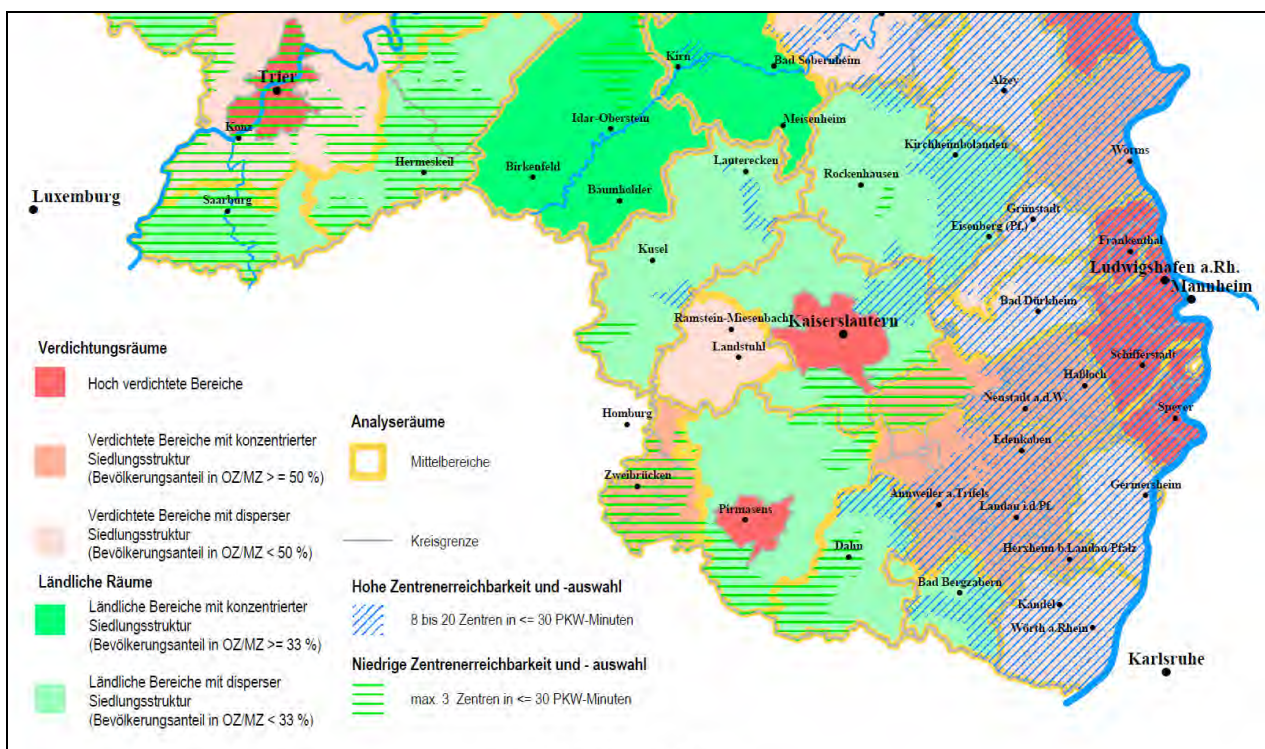 Kirn
Bad Sobernheim
Trier
Alzey
Idar-Oberstein
Meisenheim
Konz
Kirchheimbolanden
Hermeskeil
Lauterecken
Worms
Birkenfeld
Rockenhausen
Baumholder
Luxemburg
Saarburg
Grünstadt
Eisenberg (Pf.)
Kusel
Frankenthal
Ludwigshafen a.Rh.
Mannheim
Bad Dürkheim
Ramstein-Miesenbach
Kaiserslautern
Landstuhl
Schifferstadt
Haßloch
Neustadt a.d.W.
Homburg
Speyer
Edenkoben
Zweibrücken
Germersheim
Annweiler a.Trifels
Pirmasens
Landau i.d.Pf.
Dahn
Herxheim b.Landau/Pfalz
Bad Bergzabern
Kandel
Wörth a.Rhein
Karlsruhe
Verdichtungsräume
Hoch verdichtete Bereiche
Verdichtete Bereiche mit konzentrierter
Siedlungsstruktur
(Bevölkerungsanteil in OZ/MZ > = 50 %)
Verdichtete Bereiche mit disperser
Siedlungsstruktur
(Bevölkerungsanteil in OZ/MZ < 50 %)
Ländliche Räume
Ländliche Bereiche mit konzentrierter
Siedlungsstruktur
(Bevölkerungsanteil in OZ/MZ >= 33 %)
Ländliche Bereiche mit disperser
Siedlungsstruktur
(Bevölkerungsanteil in OZ/MZ < 33 %)
Analyseräume
Mittelbereiche
Kreisgrenze
Hohe Zentrenerreichbarkeit und -auswahl
8 bis 20 Zentren in <= 30 PKW-Minuten
Niedrige Zentrenerreichbarkeit und - auswahl
max. 3 Zentren in <= 30 PKW-Minuten